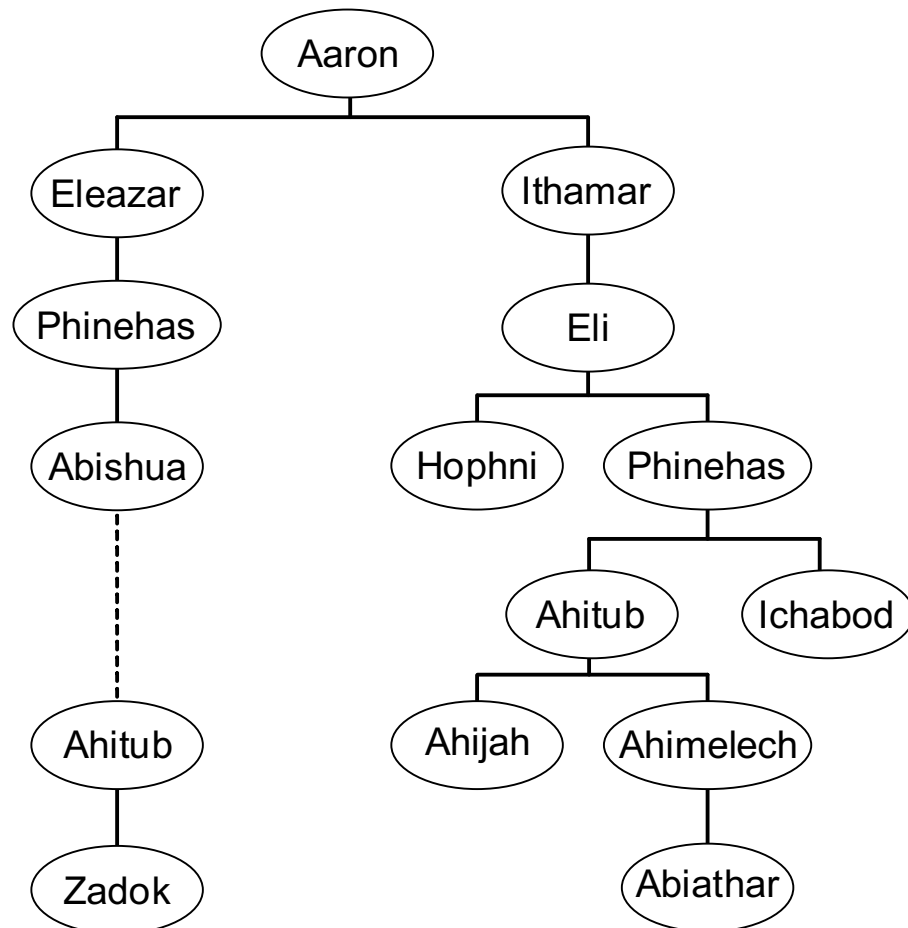 Aaron
Eleazar
Ithamar
Phinehas
Eli
Abishua
Hophni
Phinehas
Ahitub
Ichabod
Ahitub
Ahijah
Ahimelech
Zadok
Abiathar